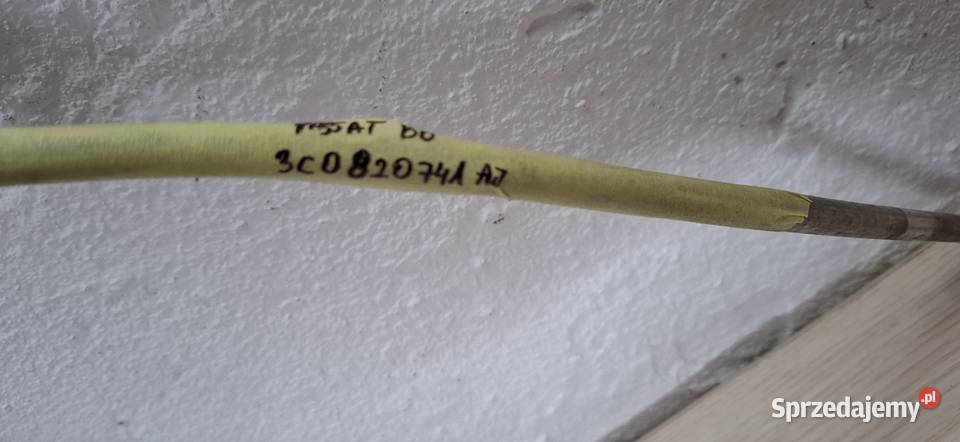 PASSAT B6
3C0820741 AJ
Sprzedajemy.pl